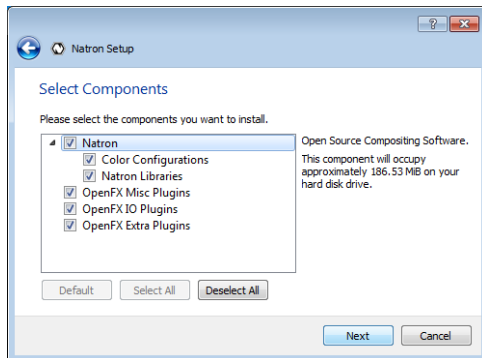 Natron Setup
Select Components
Please select the components you want to install.
Natron
Color Configurations
Natron Libraries
OpenFX Misc Plugins
OpenFX IO Plugins
OpenFX Extra Plugins
Open Source Compositing Software.
This component will occupy
approximately 186.53 MiB on your
hard disk drive.
Default Select All Deselect All
Next Cancel